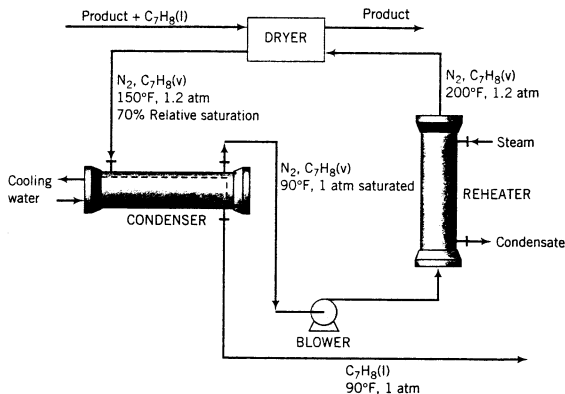 Product + C₇H₈(l)
Product
DRYER
N₂, C₇H₈(v)
150°F, 1.2 atm
70% Relative saturation
N₂, C₇H₈(v)
200°F, 1.2 atm
Steam
N₂, C₇H₈(v)
90°F, 1 atm saturated
Cooling
water
REHEATER
CONDENSER
Condensate
BLOWER
C₇H₈(l)
90°F, 1 atm